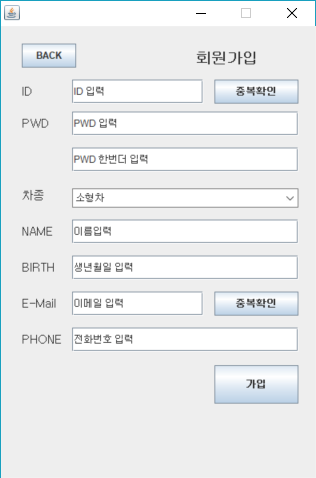 BACK 회원가입
ID ID 입력 중복확인
PWD PWD 입력
PWD 한번더 입력
차종 소형차
NAME 이름입력
BIRTH 생년월일 입력
E-Mail 이메일 입력 중복확인
PHONE 전화번호 입력
가입